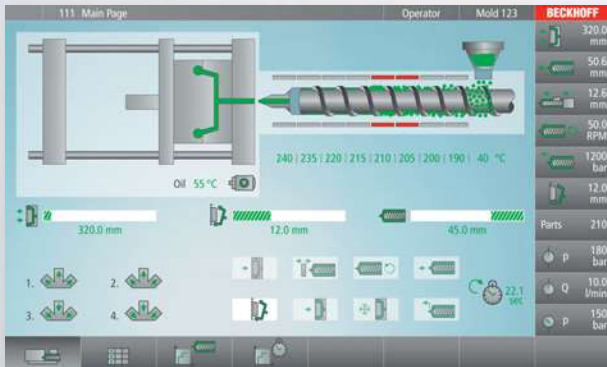 111 Main Page Operator Mold 123 BECKHOFF
320.0
mm
50.6
mm
12.6
mm
50.0
RPM
1200
bar
12.0
mm
Parts 210
p 180
bar
Q 10.0
l/min
P 150
bar
240 | 235 | 220 | 215 | 210 | 205 | 200 | 190 | 40 °C
Oil 55 °C
320.0 mm 12.0 mm 45.0 mm
1. 2.
3. 4.
22.1
sec